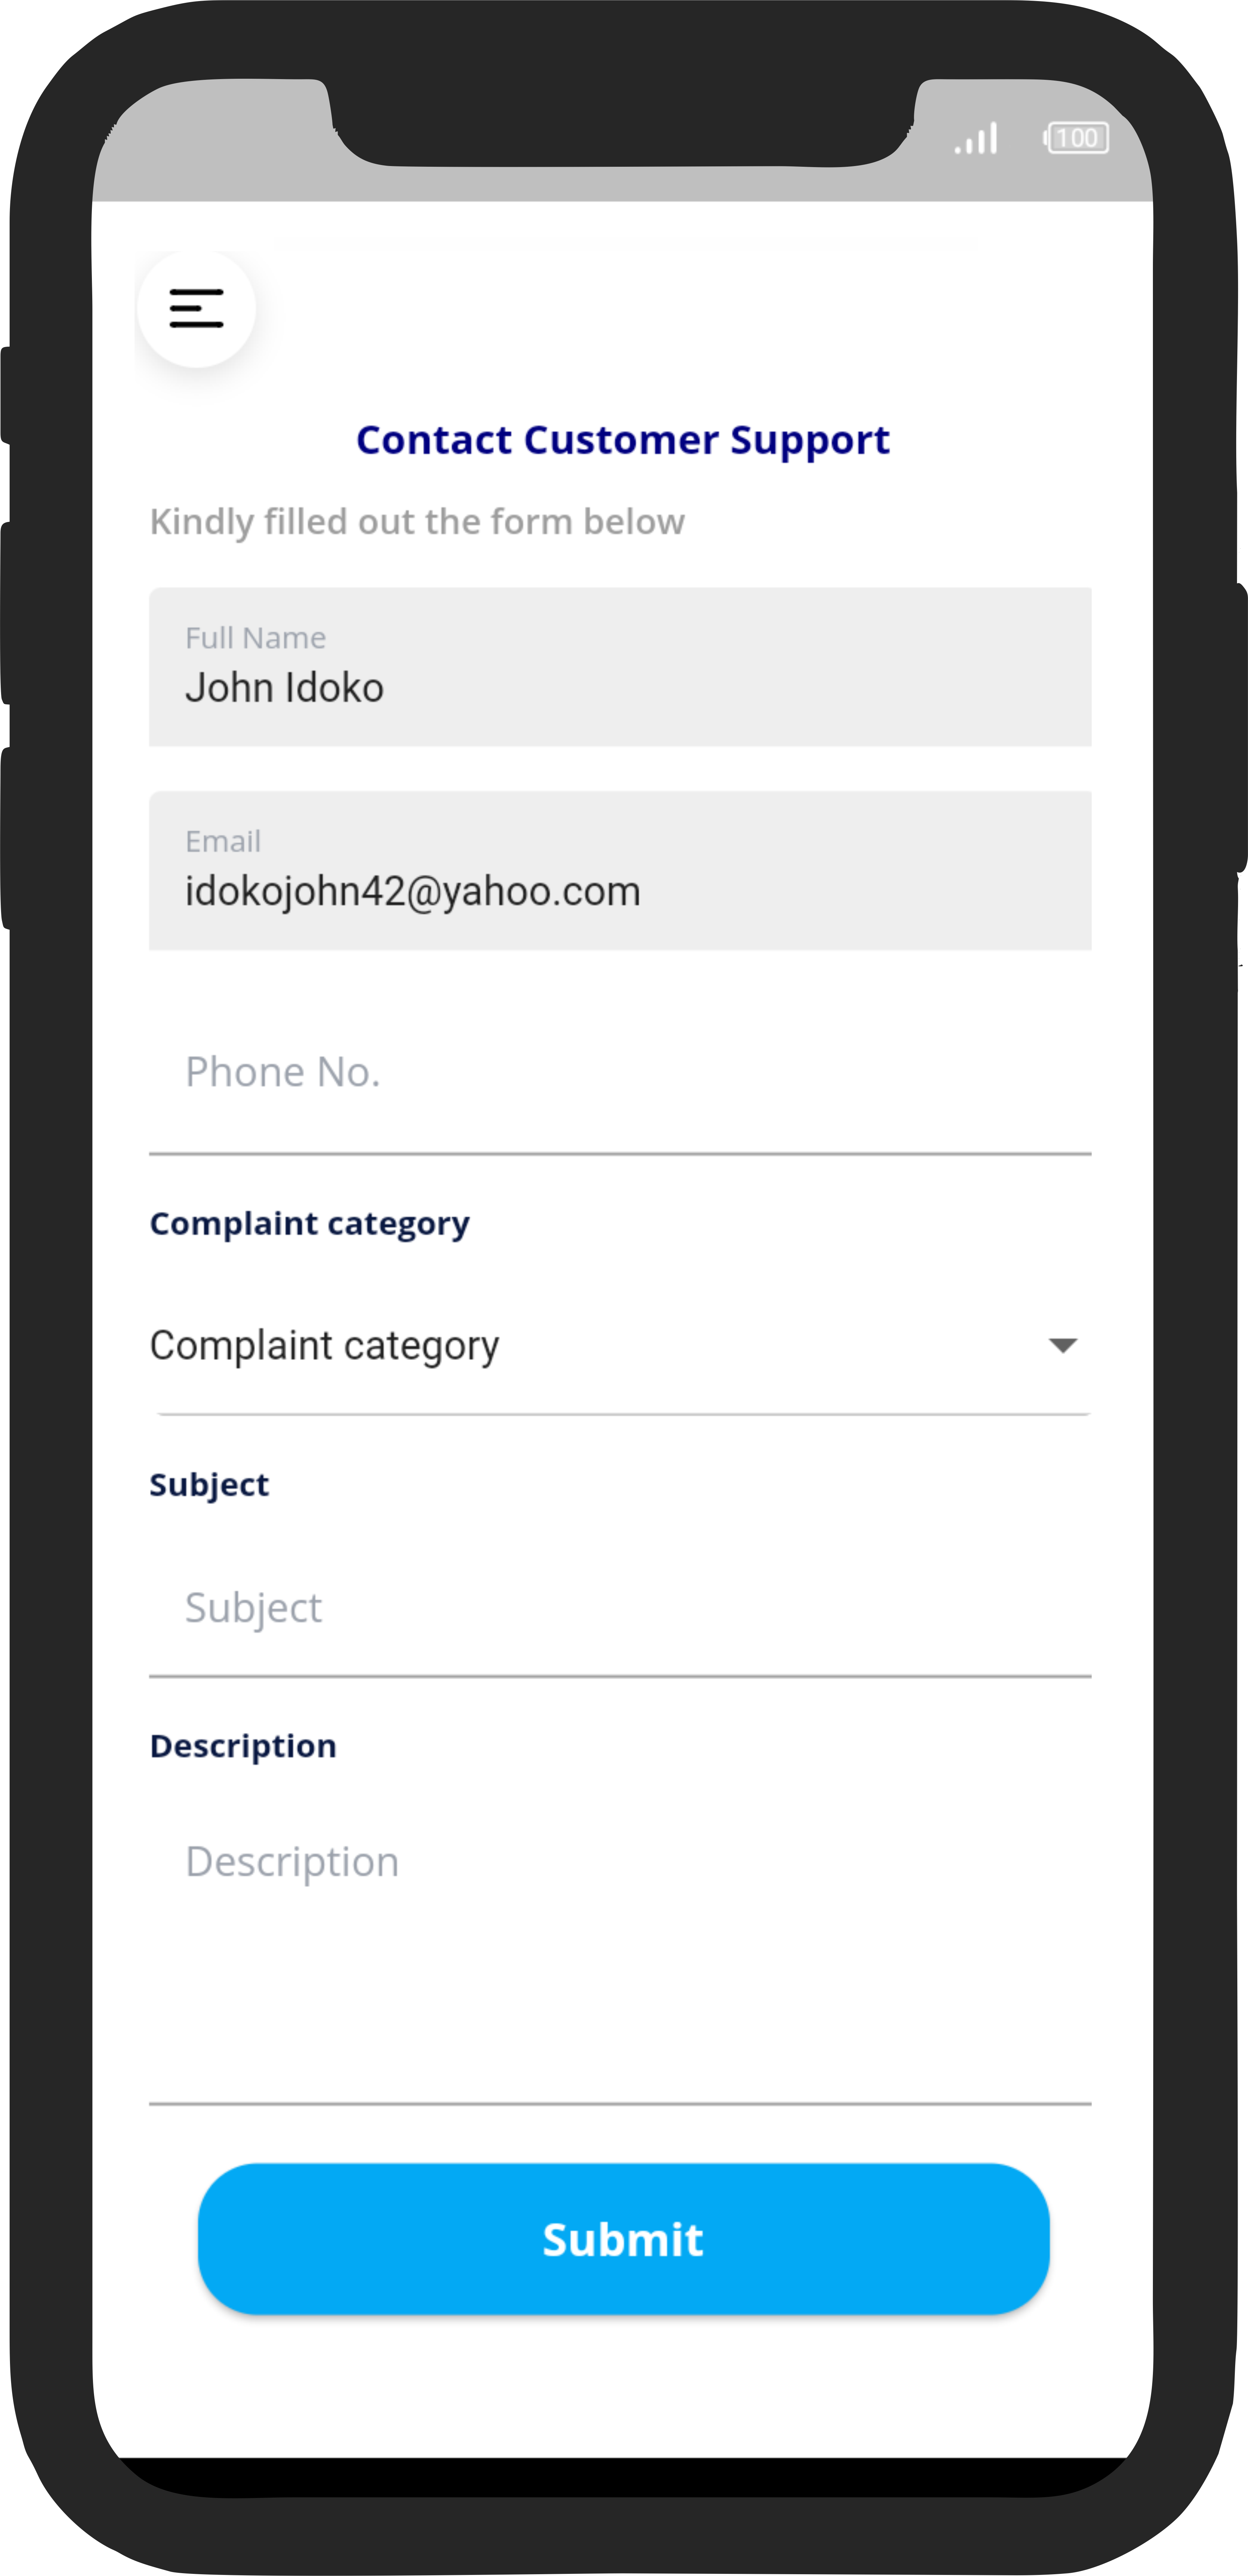 100
Contact Customer Support
Kindly filled out the form below
Full Name
John Idoko
Email
idokojohn42@yahoo.com
Phone No.
Complaint category
Complaint category
Subject
Subject
Description
Description
Submit